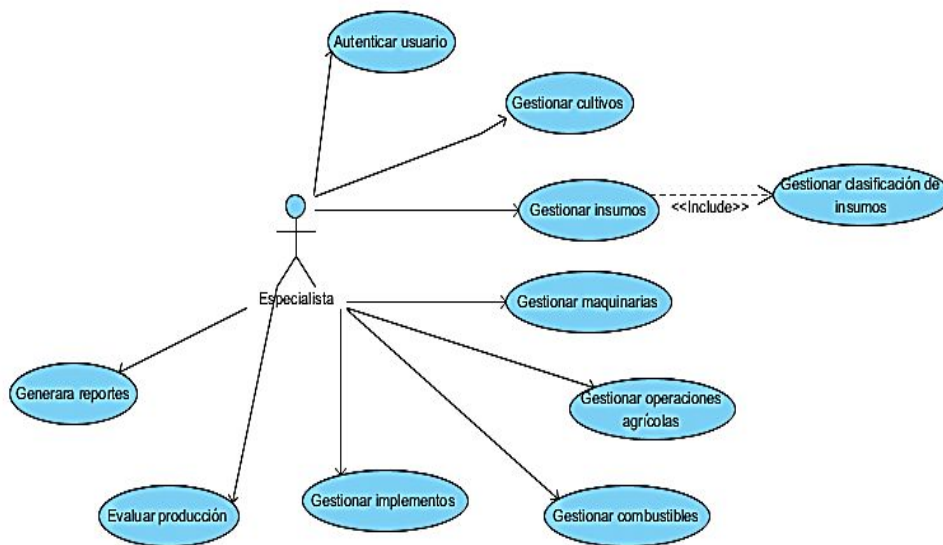 Autenticar usuario
Gestionar cultivos
Gestionar insumos
<<Include>>
Gestionar clasificación de
insumos
Especialista
Gestionar maquinarias
Generara reportes
Gestionar operaciones
agrícolas
Evaluar producción
Gestionar implementos
Gestionar combustibles